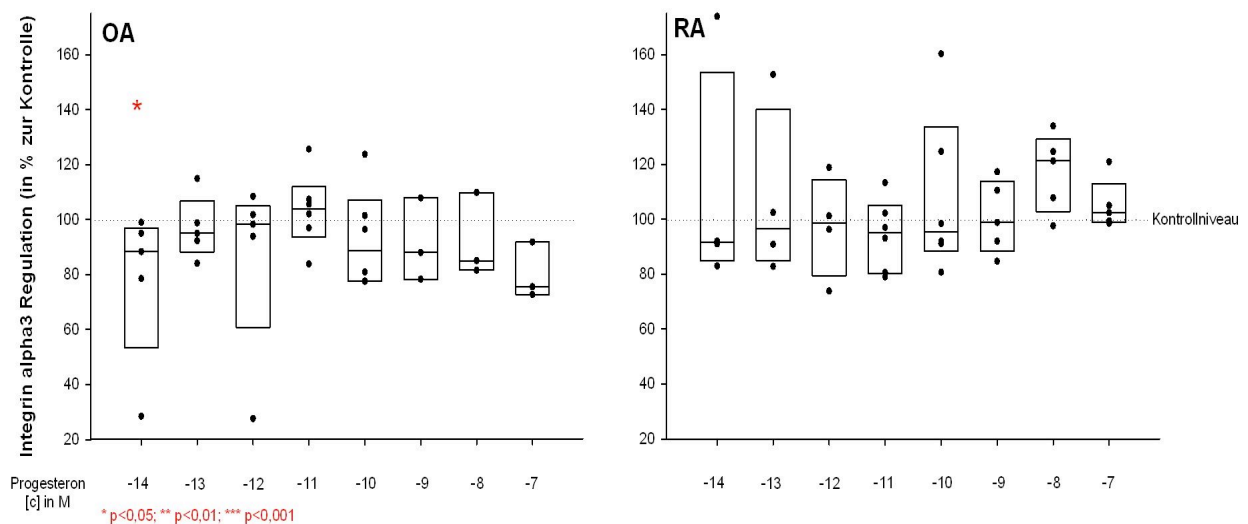 Integrin alpha3 Regulation (in % zur Kontrolle)
OA
160
140
120
100
80
60
40
20
*
-14 -13 -12 -11 -10 -9 -8 -7
RA
160
140
120
100
80
60
40
20
Kontrollniveau
-14 -13 -12 -11 -10 -9 -8 -7
Progesteron
[c] in M
* p<0,05; ** p<0,01; *** p<0,001